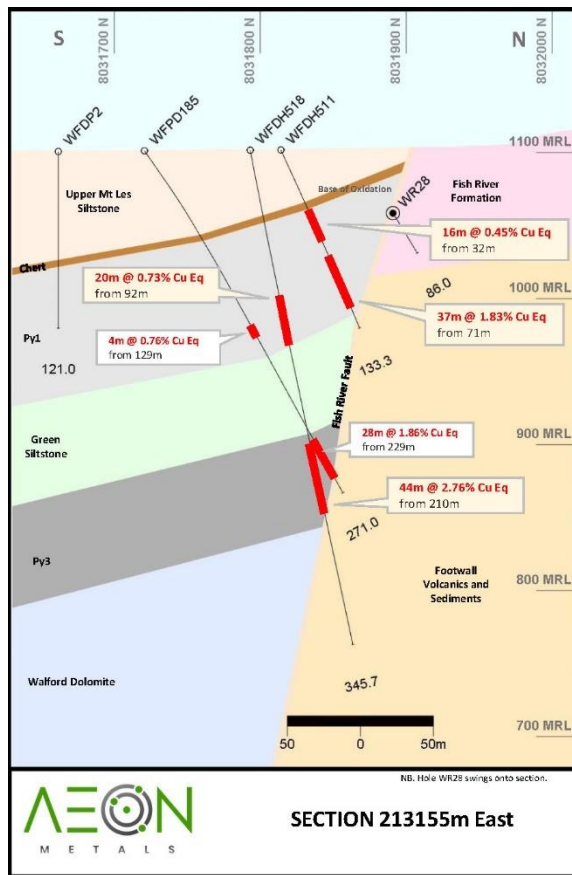 S
N
8031700
8031800
8031900
8032000
WFDP2
WFPD185
WFDH518
WFDH511
1100 MRL
Upper Mt Les
Siltstone
Base of Oxidation
WR28
Fish River
Formation
16m @ 0.45% Cu Eq
from 32m
Chert
20m @ 0.73% Cu Eq
from 92m
86.0
1000 MRL
37m @ 1.83% Cu Eq
from 71m
Py1
4m @ 0.76% Cu Eq
from 129m
121.0
133.3
Fish River Fault
Green
Siltstone
28m @ 1.86% Cu Eq
from 229m
900 MRL
44m @ 2.76% Cu Eq
from 210m
271.0
Py3
Footwall
Volcanics and
Sediments
800 MRL
Walford Dolomite
345.7
50
0
50m
700 MRL
NB. Hole WR28 swings onto section.
AEON
METALS
SECTION 213155m East